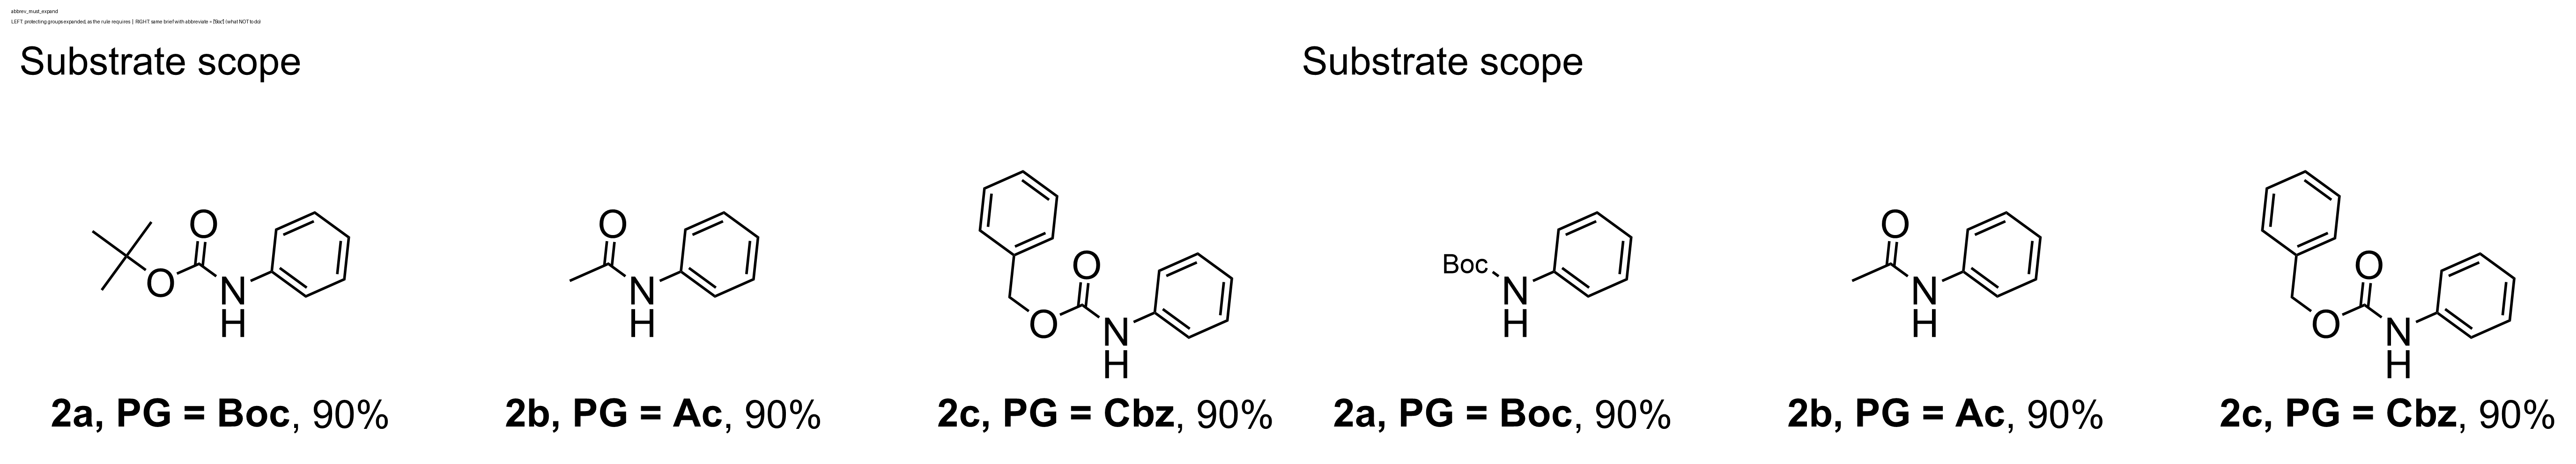 abbrev_must_expand
LEFT: protecting groups expanded, as the rule requires | RIGHT: same brief with abbreviate = ['Boc'] (what NOT to do)
Substrate scope
Substrate scope
O
O
N
H
O
N
H
O
O
N
H
Boc
N
H
O
N
H
O
O
N
H
2a, PG = Boc, 90%
2b, PG = Ac, 90%
2c, PG = Cbz, 90%
2a, PG = Boc, 90%
2b, PG = Ac, 90%
2c, PG = Cbz, 90%